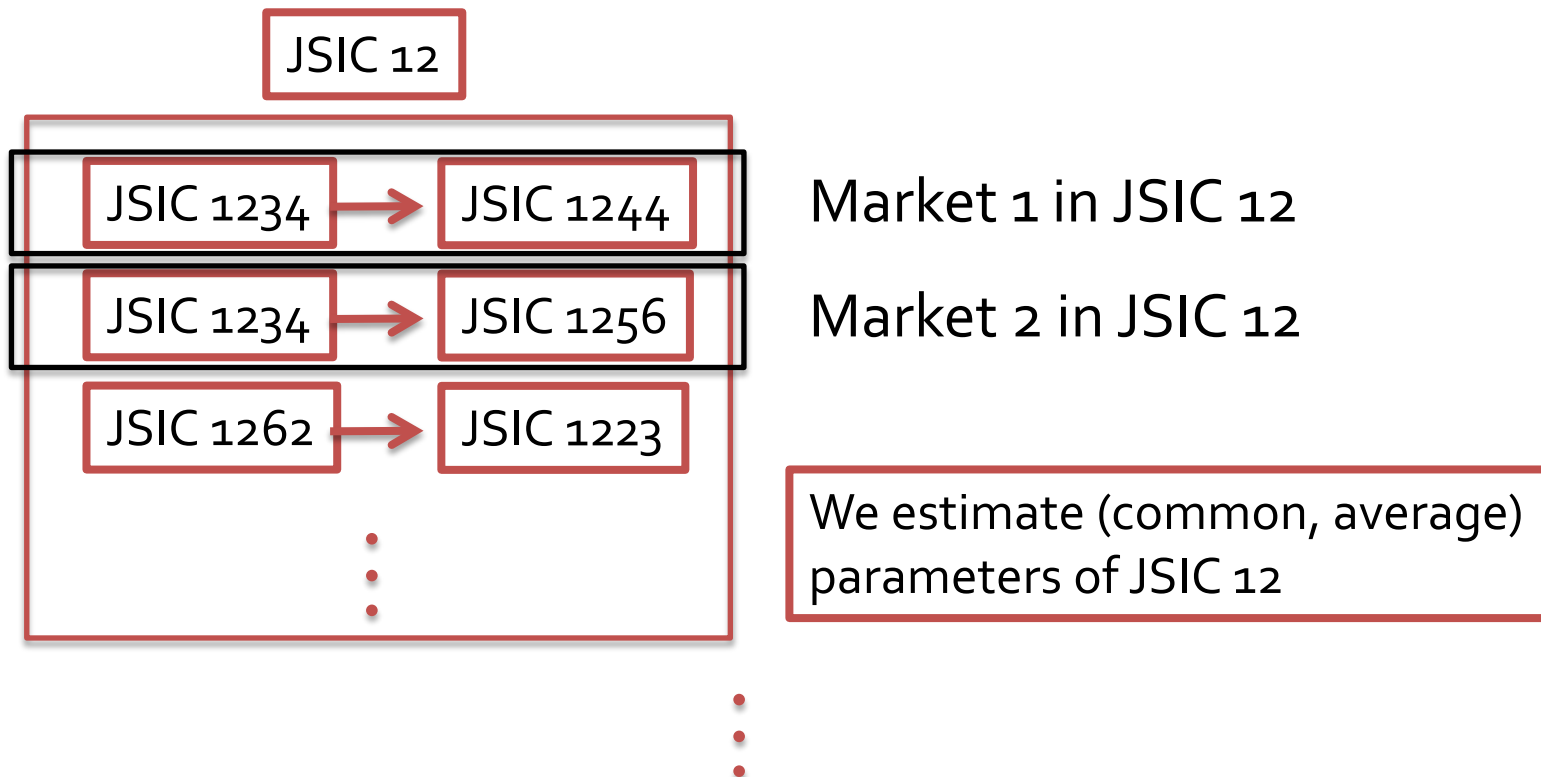 JSIC 12
JSIC 1234 JSIC 1244 Market 1 in JSIC 12
JSIC 1234 JSIC 1256 Market 2 in JSIC 12
JSIC 1262 JSIC 1223
We estimate (common, average)
parameters of JSIC 12